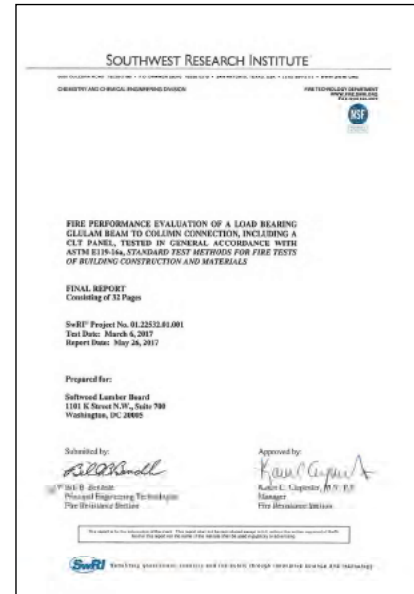 SOUTHWEST RESEARCH INSTITUTE
CHEMISTRY AND CHEMICAL ENGINEERING DIVISION
FIRE TECHNOLOGY DEPARTMENT
WWW.FIRE.SWRI.ORG
NSF
FIRE PERFORMANCE EVALUATION OF A LOAD BEARING
GLULAM BEAM TO COLUMN CONNECTION, INCLUDING A
CLT PANEL, TESTED IN GENERAL ACCORDANCE WITH
ASTM E119-16a, STANDARD TEST METHODS FOR FIRE TESTS
OF BUILDING CONSTRUCTION AND MATERIALS
FINAL REPORT
Consisting of 32 Pages
SwRI® Project No. 01.22532.01.001
Test Date: March 6, 2017
Report Date: May 26, 2017
Prepared for:
Softwood Lumber Board
1101 K Street N.W., Suite 700
Washington, DC 20005
Submitted by:
Approved by:
Principal Engineering Technologist
Manager
Fire Resistance Section
Fire Resistance Section
SwRI